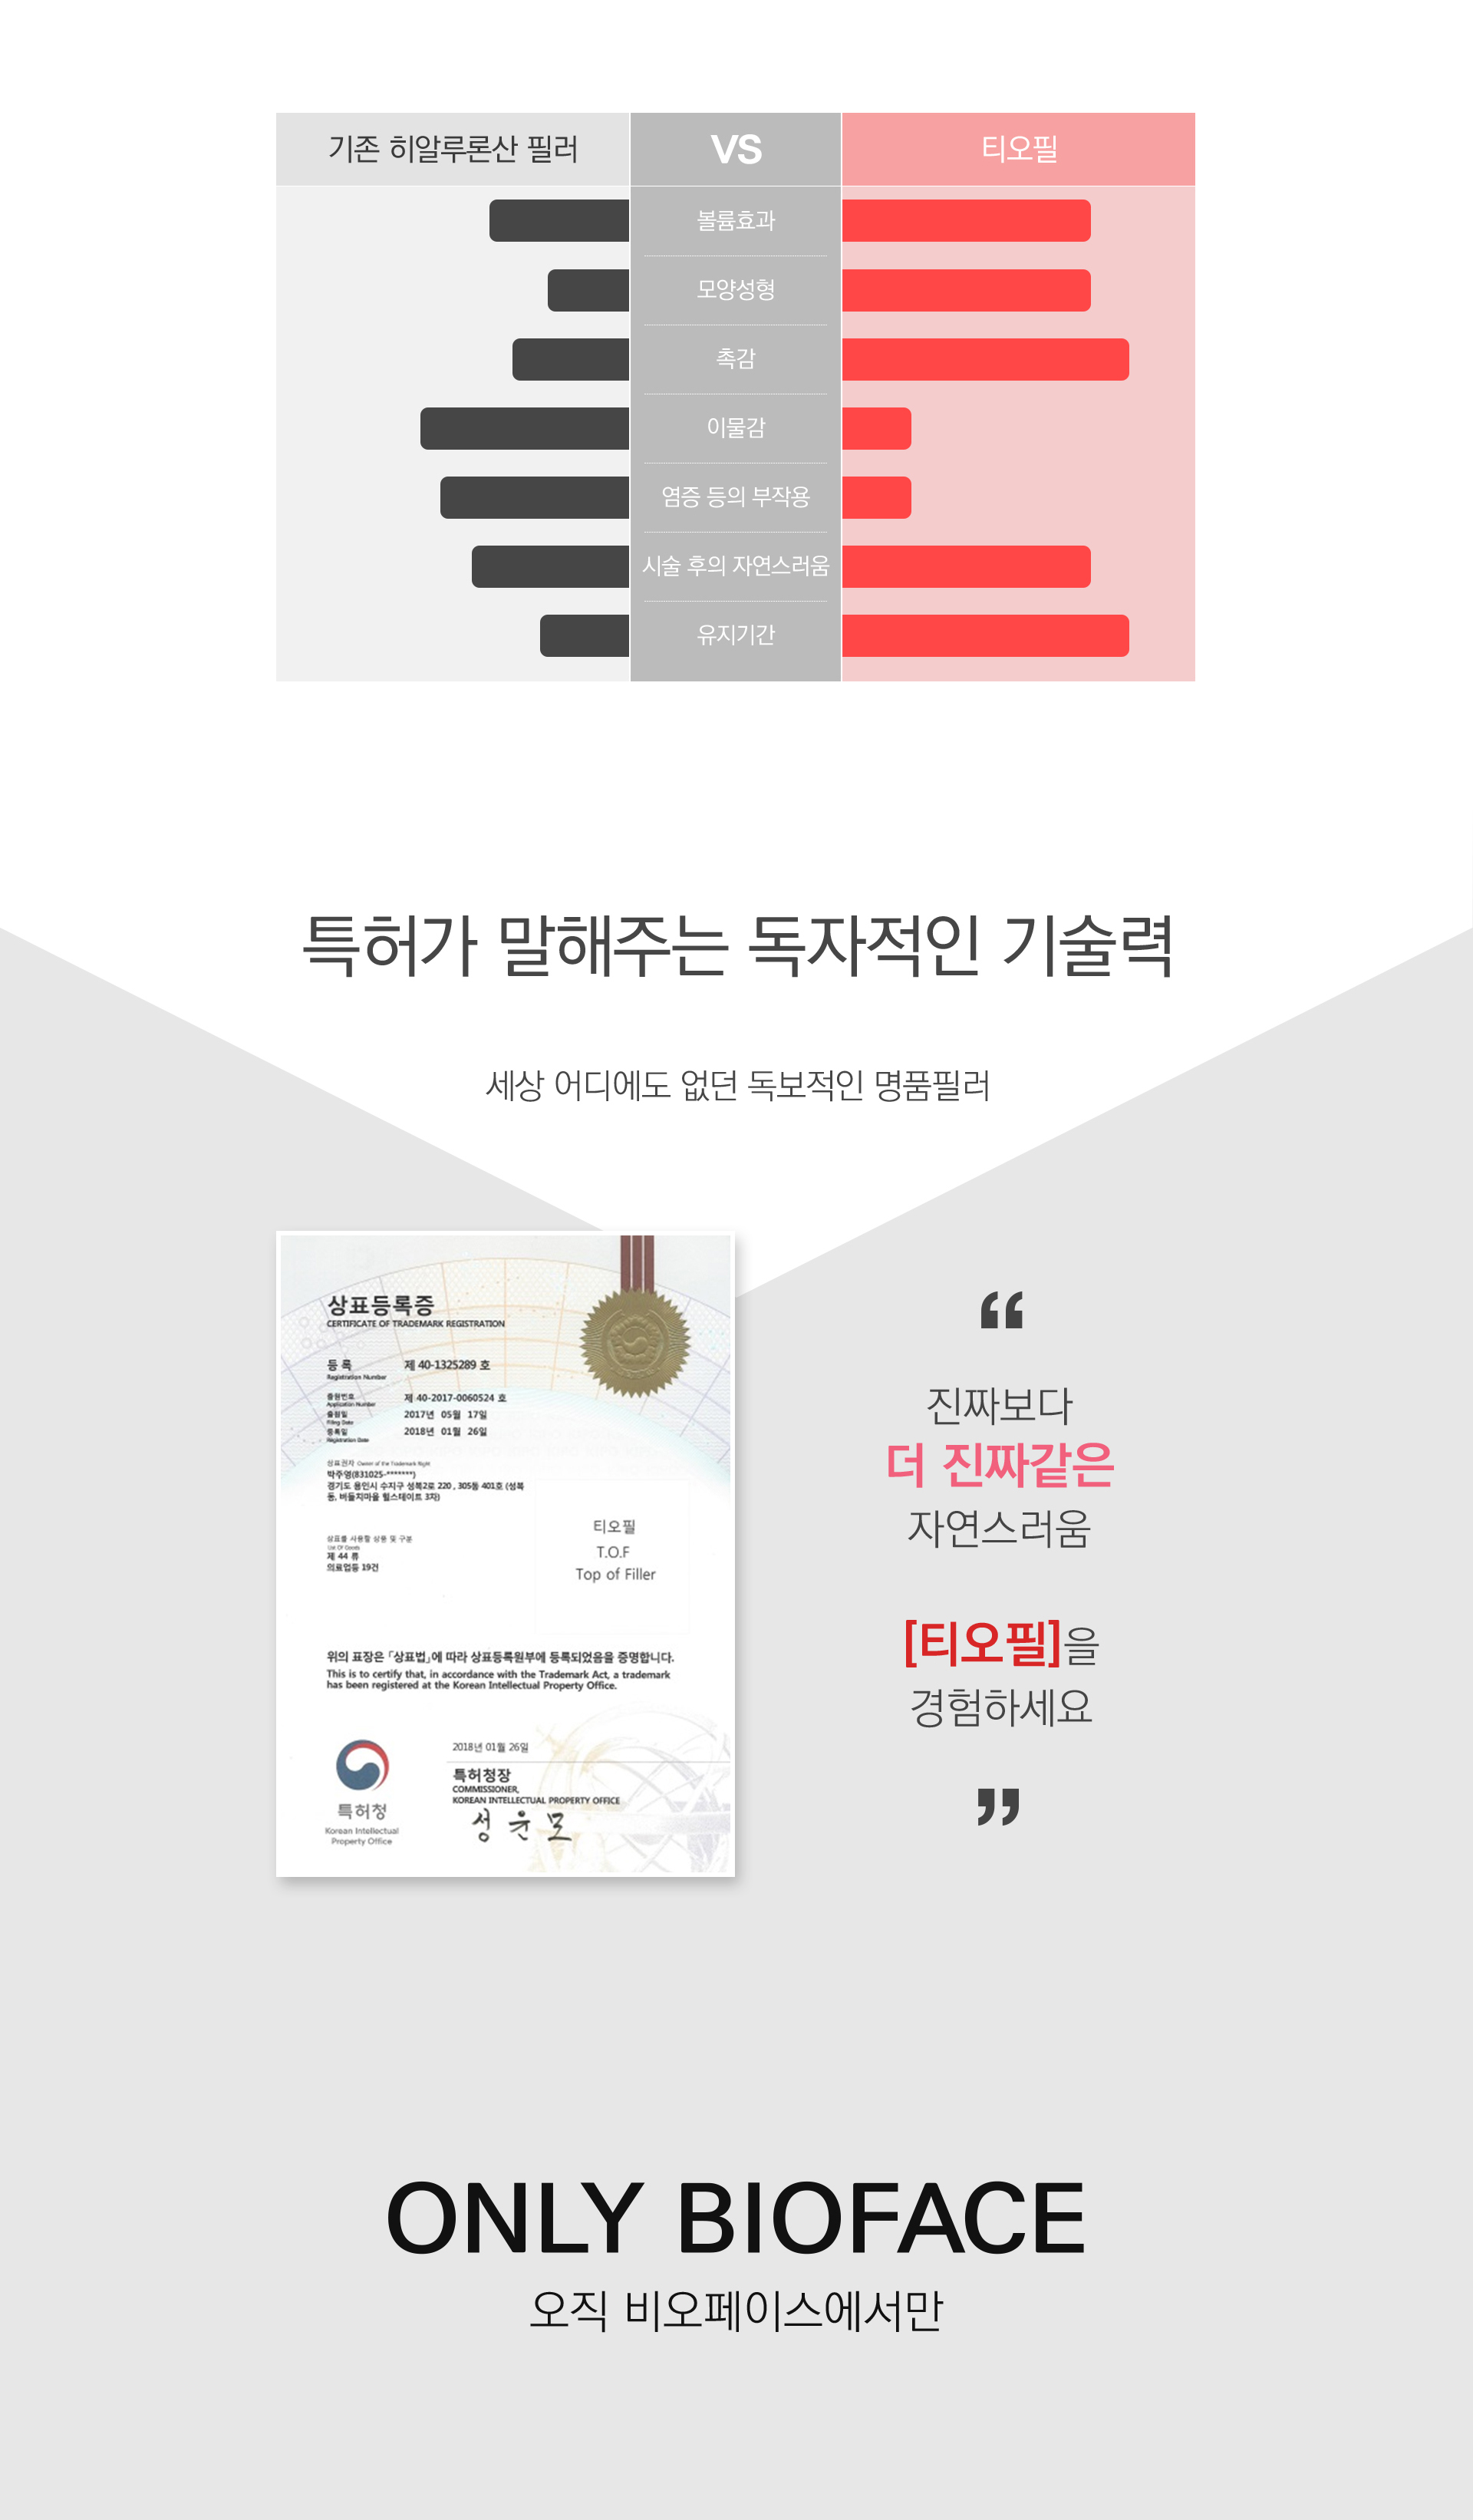 기존 히알루론산 필러
VS
티오필
볼륨효과
모양성형
촉감
이물감
염증 등의 부작용
시술 후의 자연스러움
유지기간
특허가 말해주는 독자적인 기술력
세상 어디에도 없던 독보적인 명품필러
상표등록증
CERTIFICATE OF TRADEMARK REGISTRATION
등 록 제 40-1325289 호
Registration Number
출원번호 제 40-2017-0060524 호
Application Number
출원일 2017년 05월 17일
Filing Date
등록일 2018년 01월 26일
Registration Date
상표권자 Owner of the Trademark Right
박주영(831025-*******)
경기도 용인시 수지구 성복2로 220 , 305동 401호 (성복
동, 버들치마을 힐스테이트 3차)
상표를 사용할 상품 및 구분
List Of Goods
제 44 류
의료업등 19건
티오필
T.O.F
Top of Filler
위의 표장은 「상표법」에 따라 상표등록원부에 등록되었음을 증명합니다.
This is to certify that, in accordance with the Trademark Act, a trademark
has been registered at the Korean Intellectual Property Office.
2018년 01월 26일
특허청장
COMMISSIONER,
KOREAN INTELLECTUAL PROPERTY OFFICE
성윤모
특허청
Korean Intellectual
Property Office
“
진짜보다
더 진짜같은
자연스러움
[티오필]을
경험하세요
”
ONLY BIOFACE
오직 비오페이스에서만